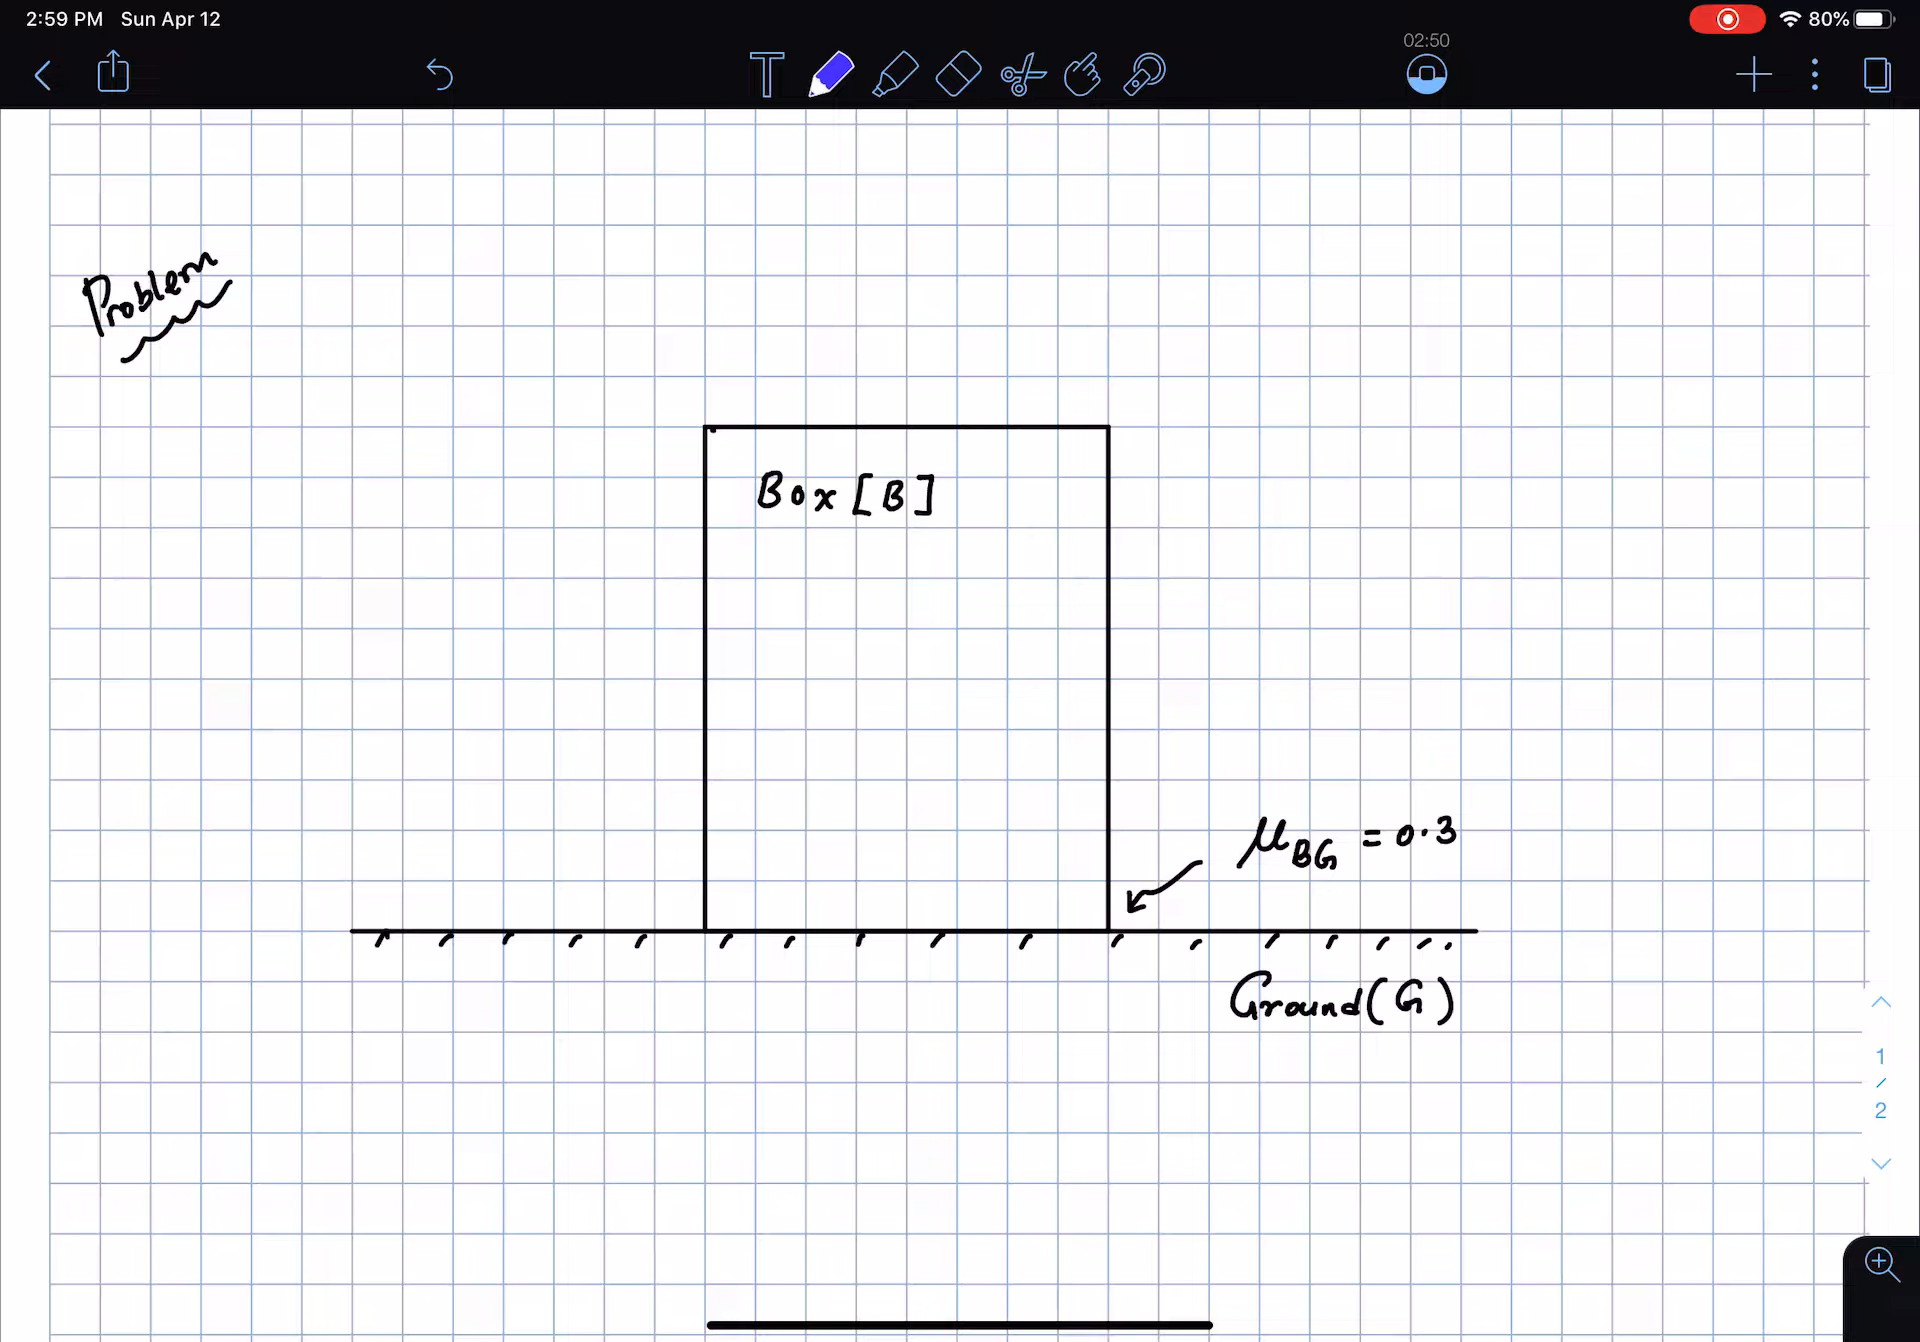 2:59 PM Sun Apr 12
80%
02:50
T
Problem
Box [B]
μBG = 0.3
Ground(G)
1
/
2